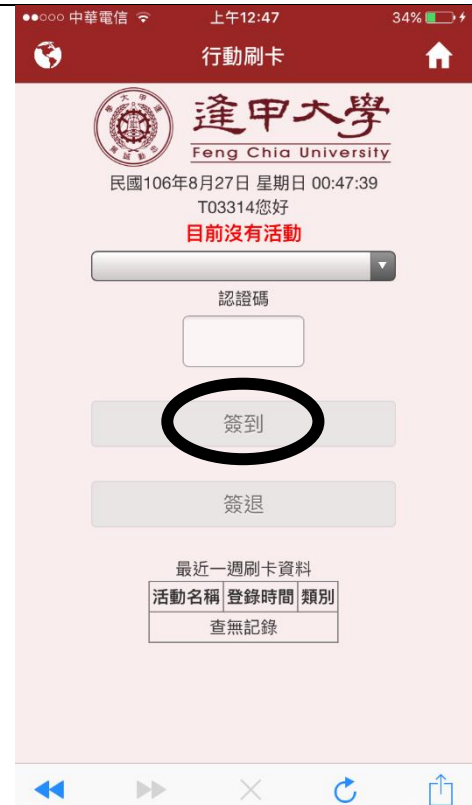 中華電信 上午12:47 34%
行動刷卡
逢甲大學
Feng Chia University
民國106年8月27日 星期日 00:47:39
T03314您好
目前沒有活動
認證碼
簽到
簽退
最近一週刷卡資料
活動名稱 登錄時間 類別
查無記錄